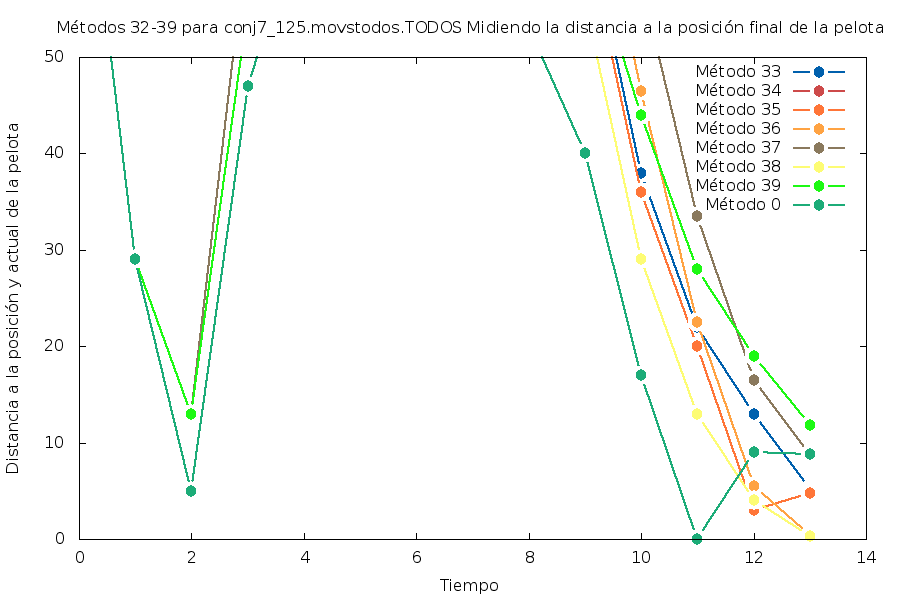 Métodos 32-39 para conj7_125.movstodos.TODOS Midiendo la distancia a la posición final de la pelota
Distancia a la posición y actual de la pelota
50
40
30
20
10
0
Método 33
Método 34
Método 35
Método 36
Método 37
Método 38
Método 39
Método 0
0 2 4 6 8 10 12 14
Tiempo